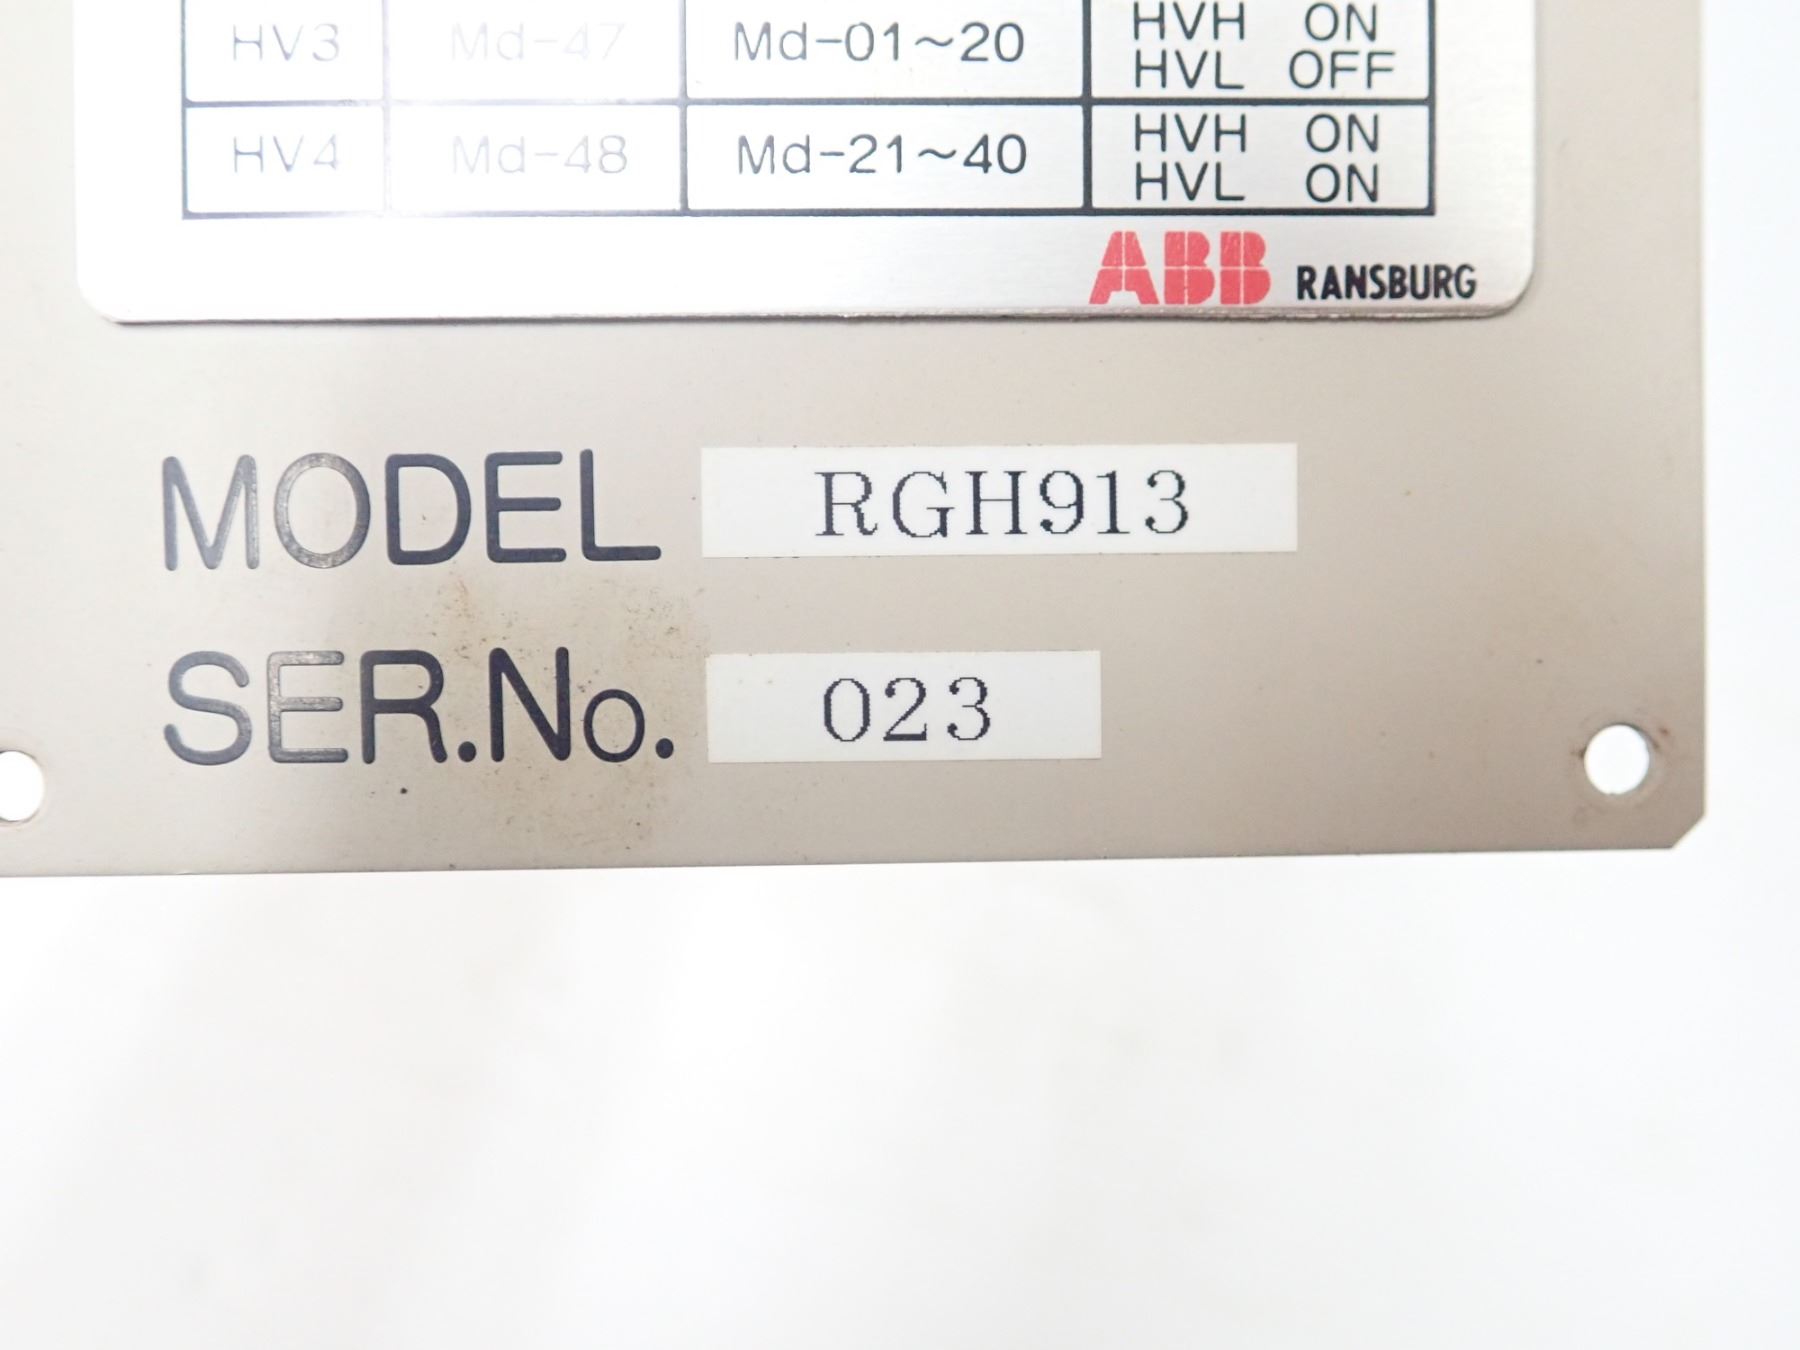 HV3 Md-47 Md-01~20 HVH ON
HVL OFF
HV4 Md-48 Md-21~40 HVH ON
HVL ON
ABB RANSBURG
MODEL RGH913
SER.No. 023